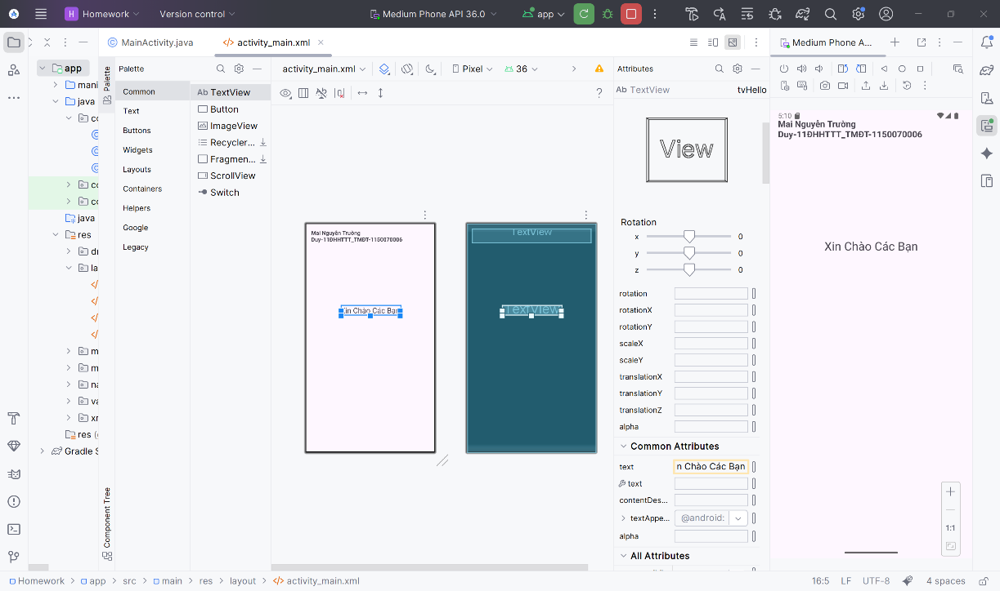 H Homework
Version control
Medium Phone API 36.0
app
MainActivity.java
activity_main.xml
Medium Phone A...
app
mani
java
co
co
co
java
res
dr
la
m
m
na
va
xr
res (
Gradle S
Palette
Component Tree
Palette
Common
Text
Buttons
Widgets
Layouts
Containers
Helpers
Google
Legacy
Ab TextView
Button
ImageView
Recycler...
Fragmen...
ScrollView
Switch
activity_main.xml
Pixel
36
?
Mai Nguyễn Trường
Duy-11ĐHHTTT_TMĐT-1150070006
Xin Chào Các Bạn
TextView
TextView
Attributes
Ab TextView
tvHello
View
Rotation
x 0
y 0
z 0
rotation
rotationX
rotationY
scaleX
scaleY
translationX
translationY
translationZ
alpha
Common Attributes
text n Chào Các Bạn
text
contentDes...
textAppe... @android:
alpha
All Attributes
5:10
Mai Nguyễn Trường
Duy-11ĐHHTTT_TMĐT-1150070006
Xin Chào Các Bạn
1:1
Homework > app > src > main > res > layout > activity_main.xml
16:5 LF UTF-8 4 spaces